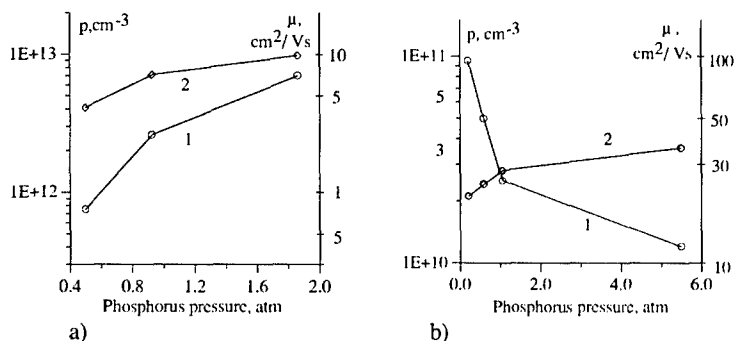 p,cm-3
μ,
cm2/Vs
1E+13
1E+12
10
5
1
5
2
1
0.4
0.8
1.2
1.6
2.0
Phosphorus pressure, atm
a)
p, cm-3
μ,
cm2/Vs
1E+11
5
3
1E+10
100
50
30
10
2
1
0.0
2.0
4.0
6.0
Phosphorus pressure, atm
b)